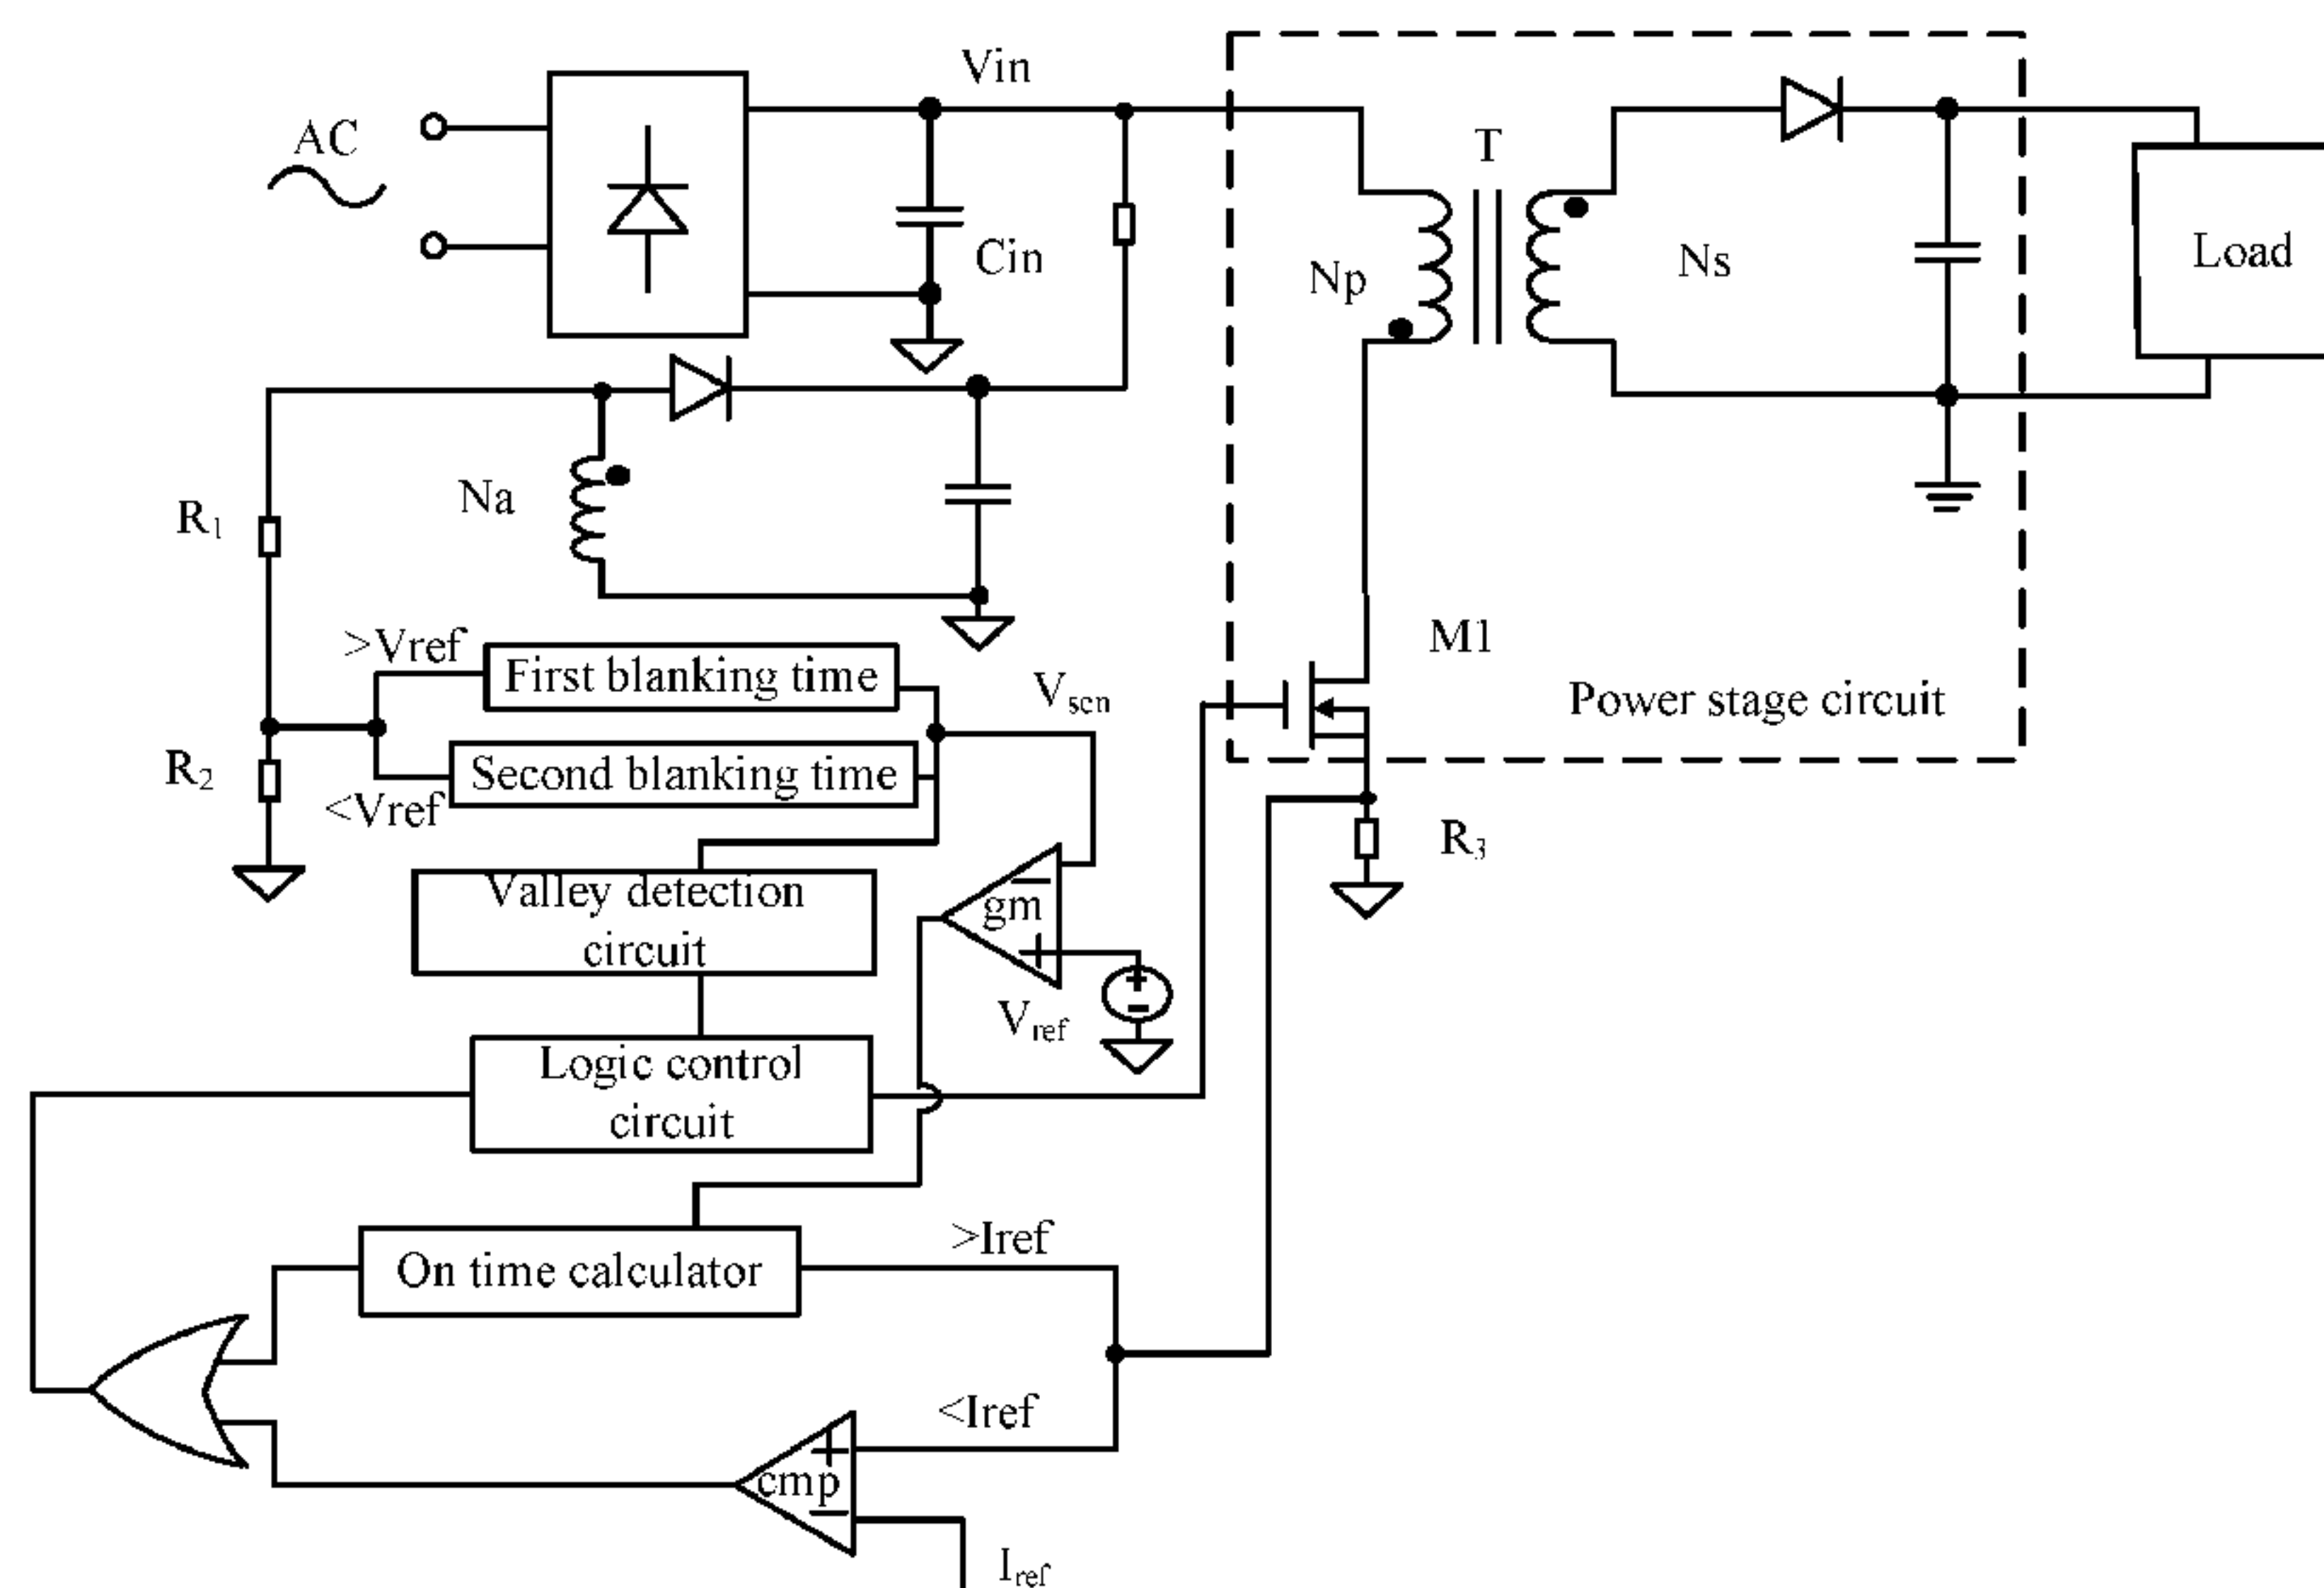 Vin
AC
T
Cin
Np
Ns
Load
Na
R₁
>Vref
First blanking time
M1
Vsen
Power stage circuit
R₂
Second blanking time
<Vref
R₃
Valley detection
circuit
gm
Vref
Logic control
circuit
>Iref
On time calculator
<Iref
cmp
Iref